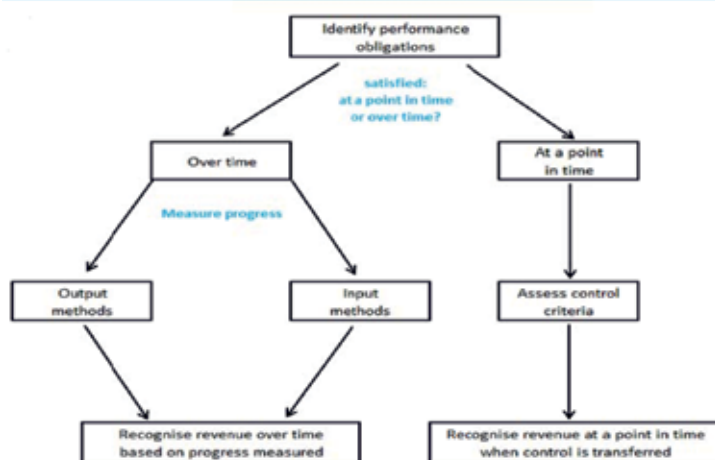 Identify performance
obligations
satisfied:
at a point in time
or over time?
Over time
At a point
in time
Measure progress
Output
methods
Input
methods
Assess control
criteria
Recognise revenue over time
based on progress measured
Recognise revenue at a point in time
when control is transferred